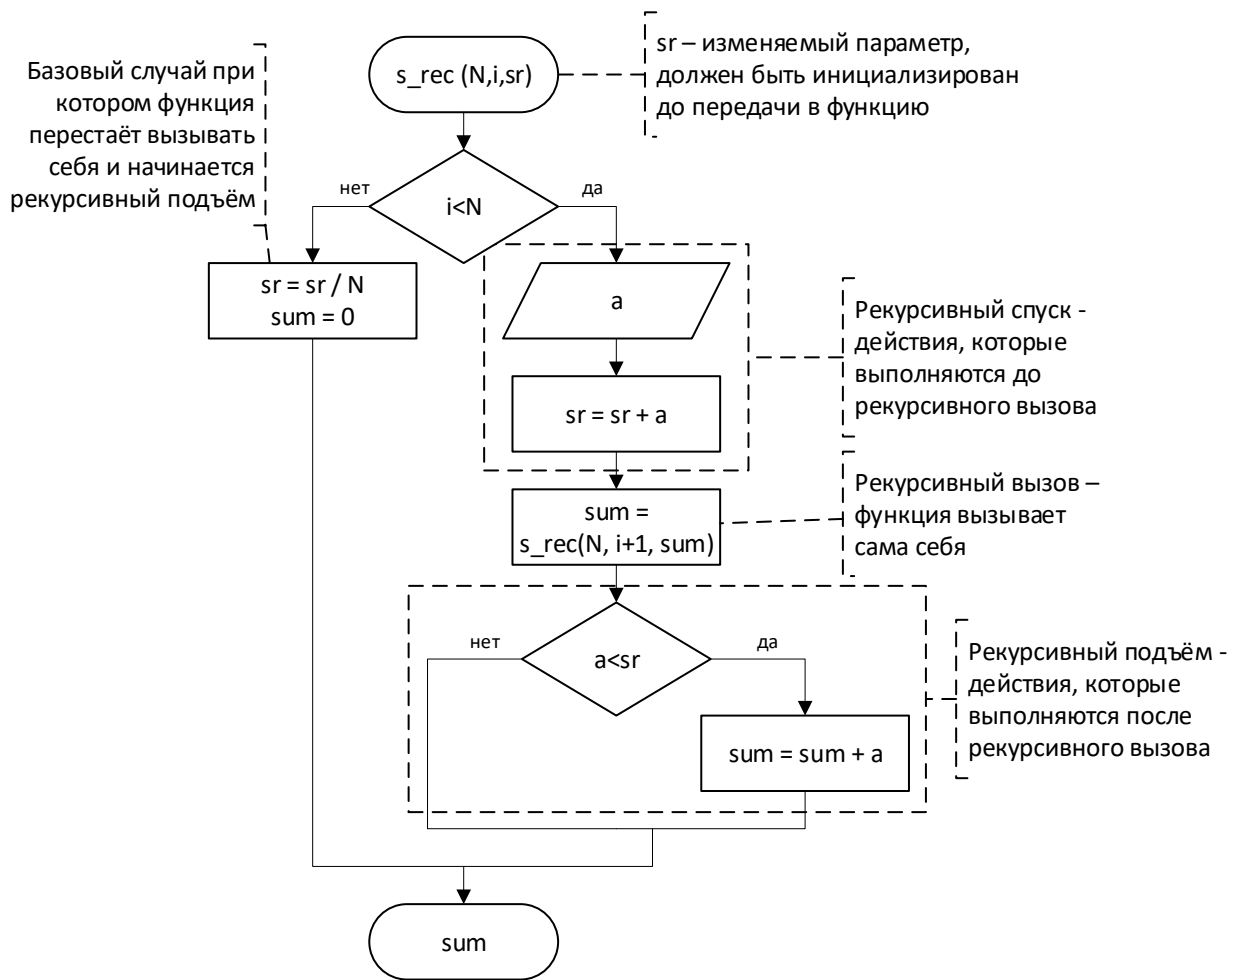 s_rec (N,i,sr)
sr – изменяемый параметр,
должен быть инициализирован
до передачи в функцию
Базовый случай при
котором функция
перестаёт вызывать
себя и начинается
рекурсивный подъём
нет
да
i<N
sr = sr / N
sum = 0
a
sr = sr + a
Рекурсивный спуск -
действия, которые
выполняются до
рекурсивного вызова
sum =
s_rec(N, i+1, sum)
Рекурсивный вызов –
функция вызывает
сама себя
нет
да
a<sr
sum = sum + a
Рекурсивный подъём -
действия, которые
выполняются после
рекурсивного вызова
sum